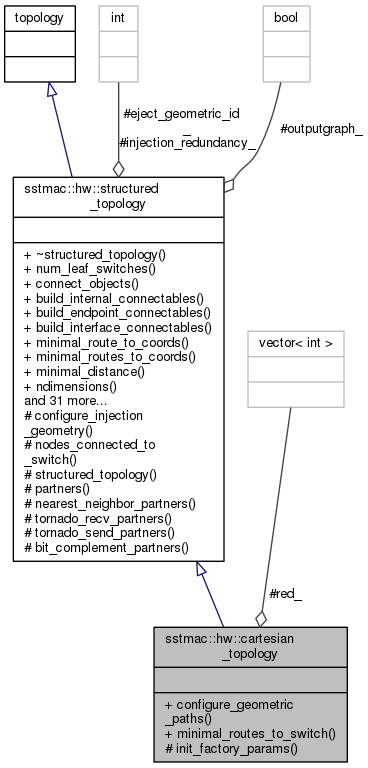 topology
int
bool
#eject_geometric_id
_
#injection_redundancy_
#outputgraph_
sstmac::hw::structured
_topology
+ ~structured_topology()
+ num_leaf_switches()
+ connect_objects()
+ build_internal_connectables()
+ build_endpoint_connectables()
+ build_interface_connectables()
+ minimal_route_to_coords()
+ minimal_routes_to_coords()
+ minimal_distance()
+ ndimensions()
and 31 more...
# configure_injection
_geometry()
# nodes_connected_to
_switch()
# structured_topology()
# partners()
# nearest_neighbor_partners()
# tornado_recv_partners()
# tornado_send_partners()
# bit_complement_partners()
vector< int >
#red_
sstmac::hw::cartesian
_topology
+ configure_geometric
_paths()
+ minimal_routes_to_switch()
# init_factory_params()